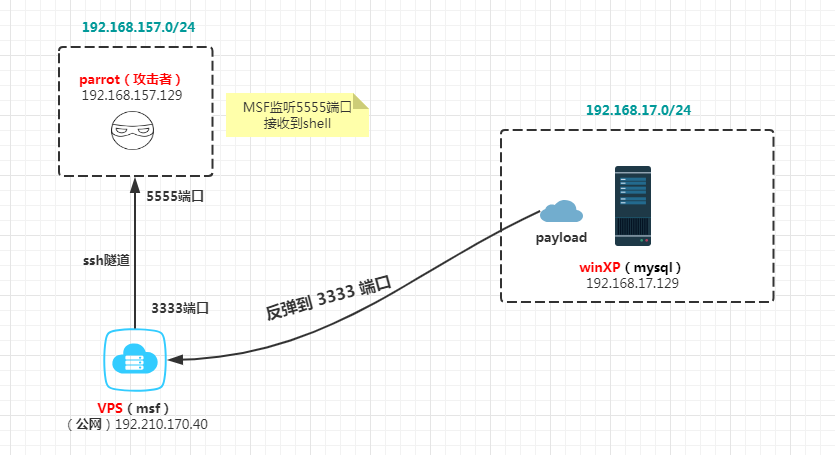 192.168.157.0/24
parrot（攻击者）
192.168.157.129
MSF监听5555端口
接收到shell
192.168.17.0/24
5555端口
payload
ssh隧道
winXP（mysql）
192.168.17.129
反弹到 3333 端口
3333端口
VPS（msf）
（公网）192.210.170.40